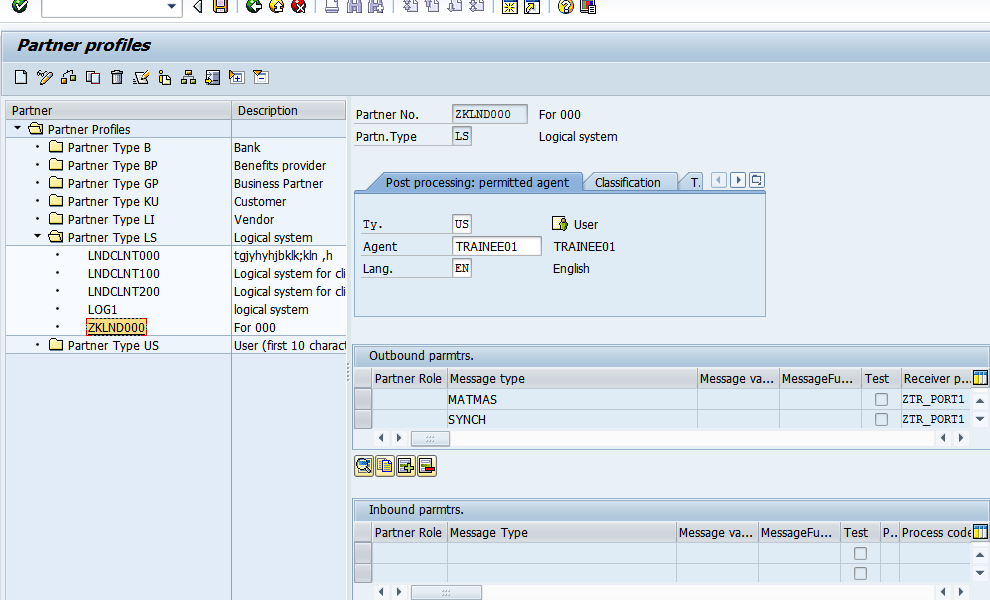 Partner profiles
Partner Description
Partner Profiles
Partner Type B Bank
Partner Type BP Benefits provider
Partner Type GP Business Partner
Partner Type KU Customer
Partner Type LI Vendor
Partner Type LS Logical system
LNDCLNT000 tgjyhyhjbklk;kln ,h
LNDCLNT100 Logical system for cli
LNDCLNT200 Logical system for cli
LOG1 logical system
ZKLND000 For 000
Partner Type US User (first 10 charact
Partner No. ZKLND000 For 000
Partn.Type LS Logical system
Post processing: permitted agent Classification T.
Ty. US User
Agent TRAINEE01 TRAINEE01
Lang. EN English
Outbound parmtrs.
Partner Role Message type Message va... MessageFu... Test Receiver p...
MATMAS ZTR_PORT1
SYNCH ZTR_PORT1
Inbound parmtrs.
Partner Role Message Type Message va... MessageFu... Test P.. Process code